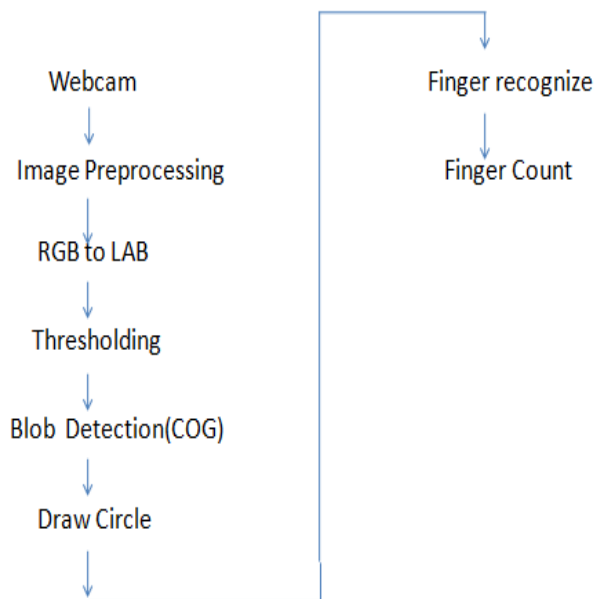 Webcam
Image Preprocessing
RGB to LAB
Thresholding
Blob Detection(COG)
Draw Circle
Finger recognize
Finger Count